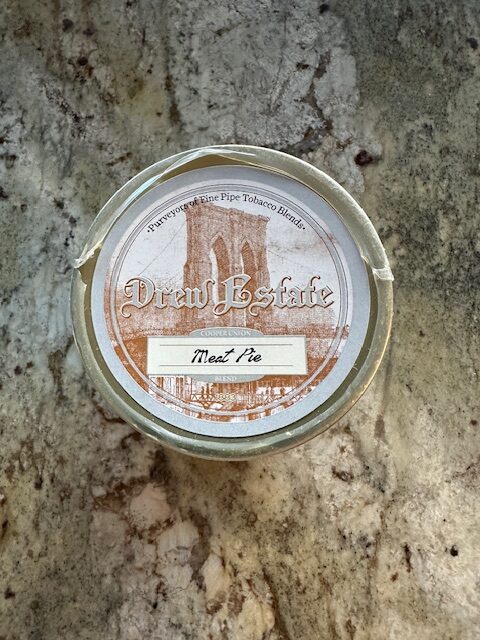 ·Purveyors of Fine Pipe Tobacco Blends·
Drew Estate
COOPER UNION
Meat Pie
BLEND